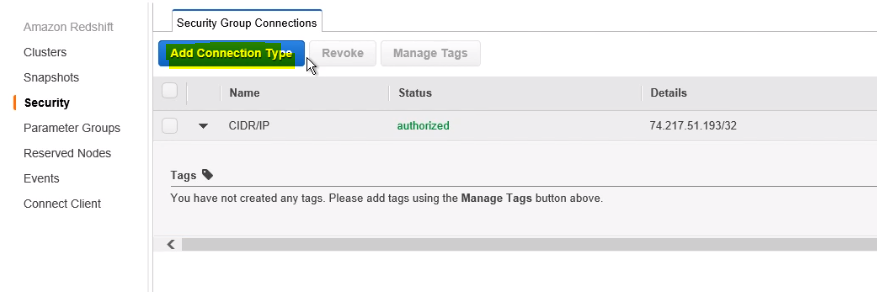 Amazon Redshift
Clusters
Snapshots
Security
Parameter Groups
Reserved Nodes
Events
Connect Client
Security Group Connections
Add Connection Type Revoke Manage Tags
Name Status Details
CIDR/IP authorized 74.217.51.193/32
Tags
You have not created any tags. Please add tags using the Manage Tags button above.